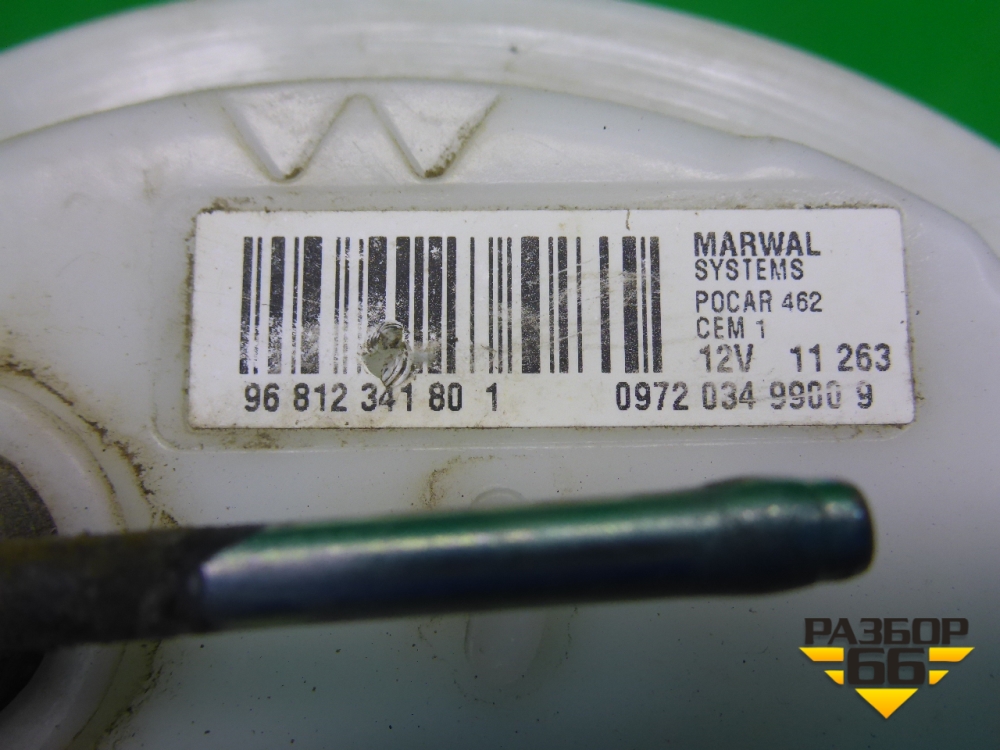 MARWAL
SYSTEMS
POCAR 462
CEM 1
12V 11 263
96 812 341 80 1
0972 034 9900 9
РАЗБОР
66